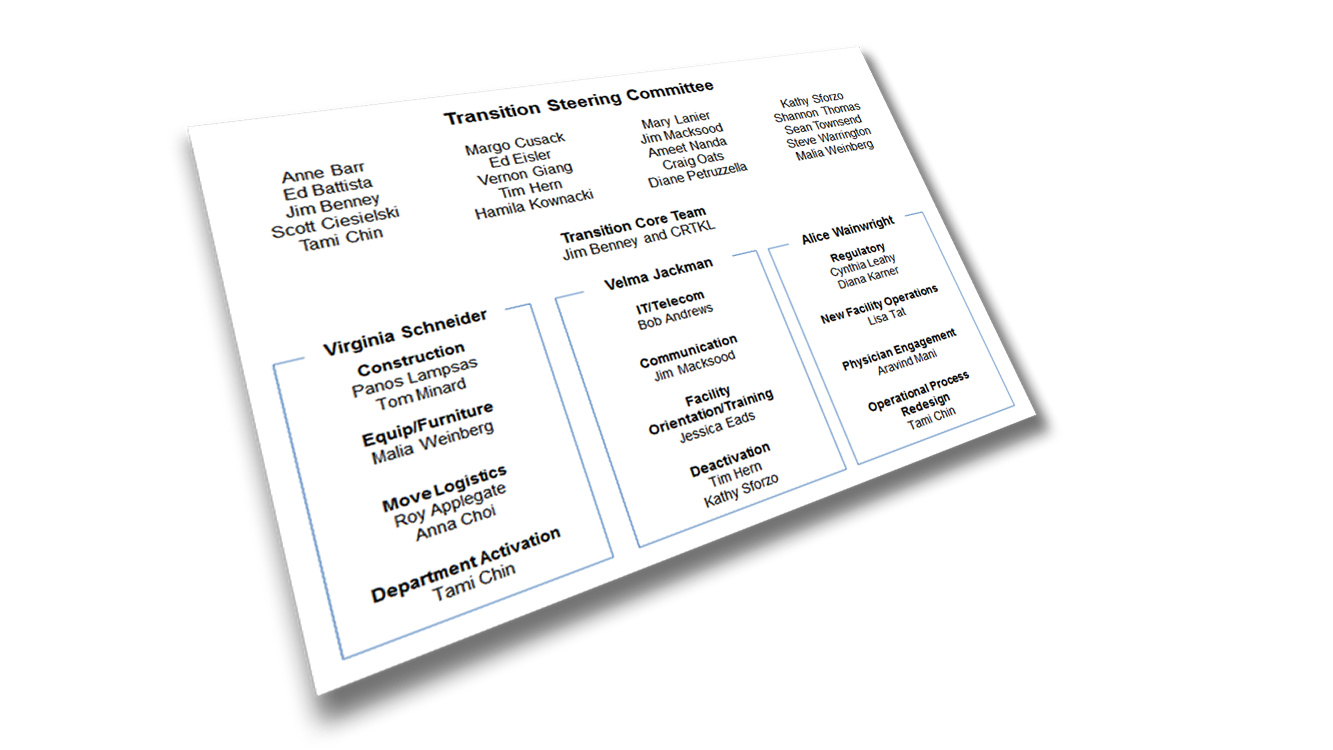 Transition Steering Committee
Anne Barr
Ed Battista
Jim Benney
Scott Ciesielski
Tami Chin
Margo Cusack
Ed Eisler
Vernon Giang
Tim Hern
Hamila Kownacki
Mary Lanier
Jim Macksood
Ameet Nanda
Craig Oats
Diane Petruzzella
Kathy Sforzo
Shannon Thomas
Sean Townsend
Steve Warrington
Malia Weinberg
Transition Core Team
Jim Benney and CRTKL
Virginia Schneider
Construction
Panos Lampsas
Tom Minard
Equip/Furniture
Malia Weinberg
Move Logistics
Roy Applegate
Anna Choi
Department Activation
Tami Chin
Velma Jackman
IT/Telecom
Bob Andrews
Communication
Jim Macksood
Facility
Orientation/Training
Jessica Eads
Deactivation
Tim Hern
Kathy Sforzo
Alice Wainwright
Regulatory
Cynthia Leahy
Diana Karner
New Facility Operations
Lisa Tat
Physician Engagement
Aravind Mani
Operational Process
Redesign
Tami Chin